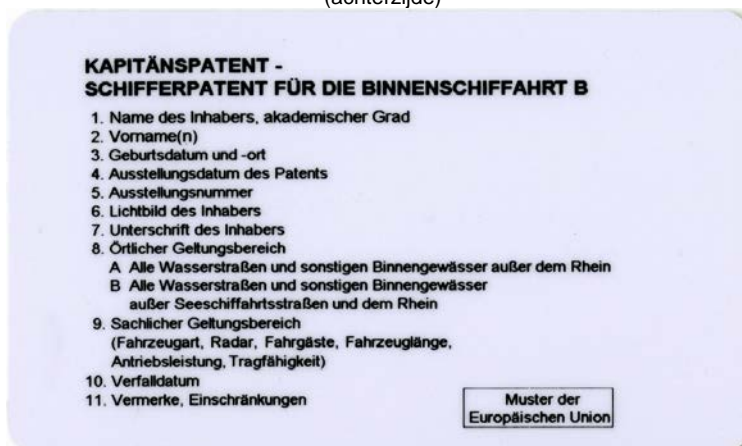 (achterzijde)
KAPITÄNSPATENT -
SCHIFFERPATENT FÜR DIE BINNENSCHIFFAHRT B
1. Name des Inhabers, akademischer Grad
2. Vorname(n)
3. Geburtsdatum und -ort
4. Ausstellungsdatum des Patents
5. Ausstellungsnummer
6. Lichtbild des Inhabers
7. Unterschrift des Inhabers
8. Örtlicher Geltungsbereich
A Alle Wasserstraßen und sonstigen Binnengewässer außer dem Rhein
B Alle Wasserstraßen und sonstigen Binnengewässer
außer Seeschiffahrtsstraßen und dem Rhein
9. Sachlicher Geltungsbereich
(Fahrzeugart, Radar, Fahrgäste, Fahrzeuglänge,
Antriebsleistung, Tragfähigkeit)
10. Verfalldatum
11. Vermerke, Einschränkungen
Muster der
Europäischen Union